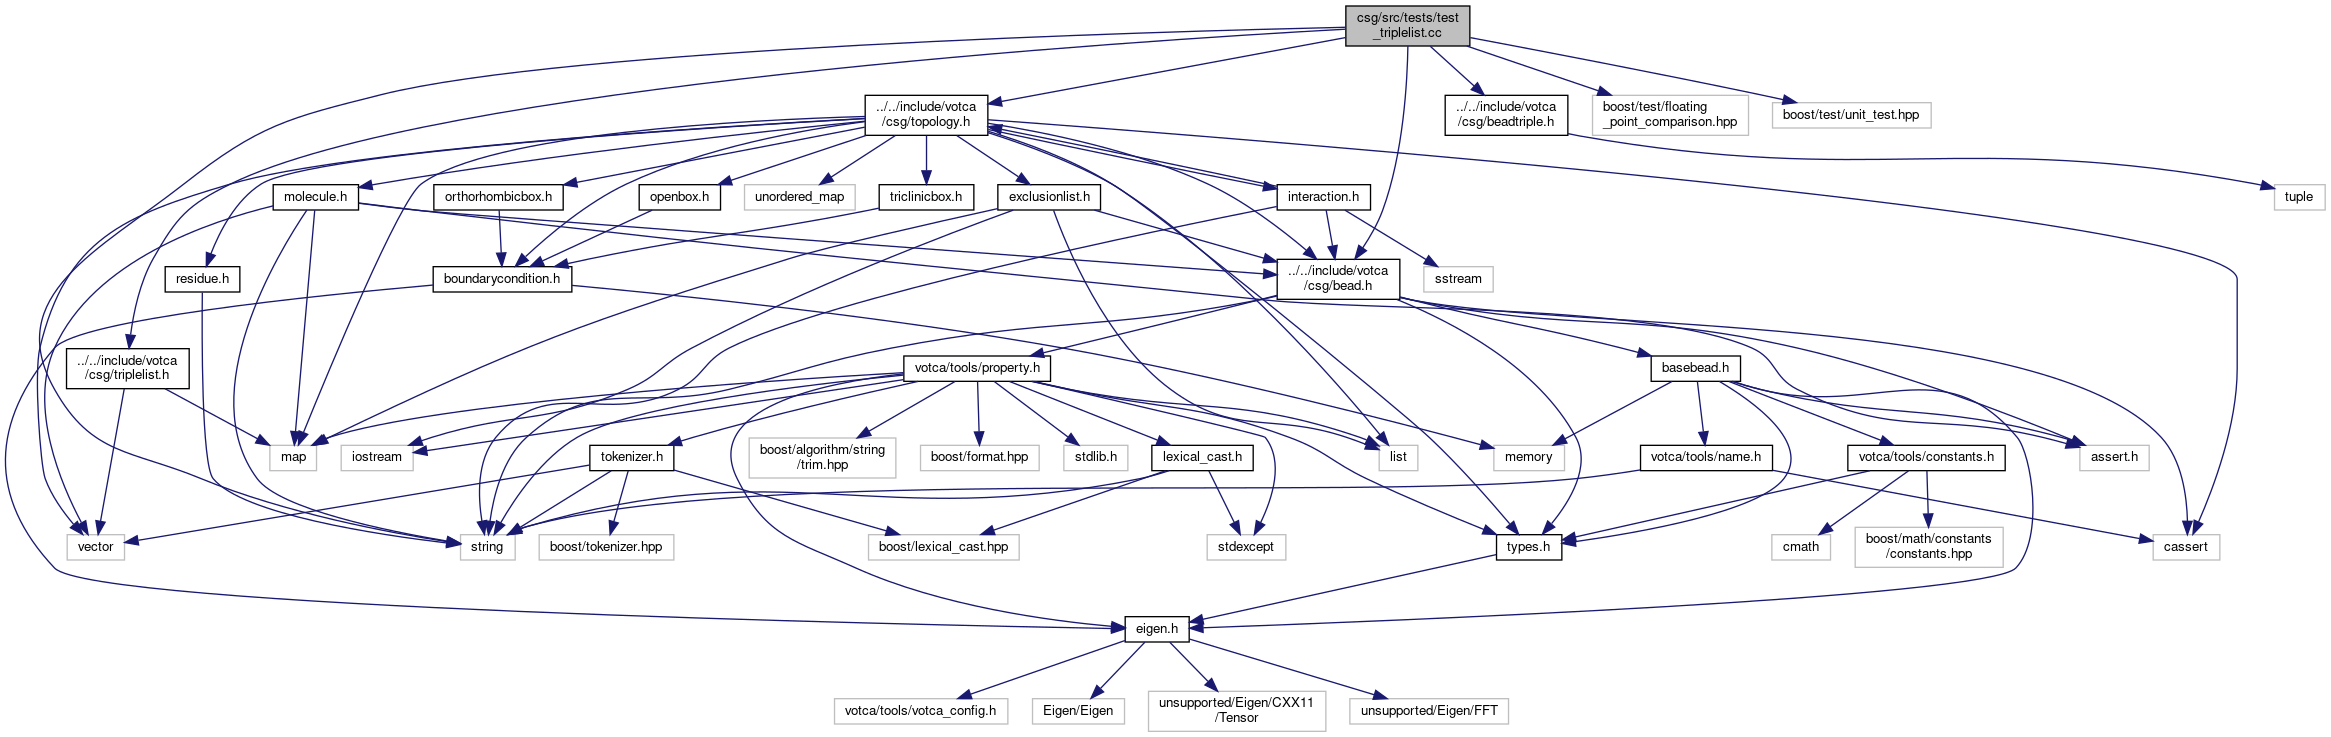 csg/src/tests/test
_triplelist.cc
../../include/votca
/csg/topology.h
../../include/votca
/csg/beadtriple.h
boost/test/floating
_point_comparison.hpp
boost/test/unit_test.hpp
molecule.h
orthorhombicbox.h
openbox.h
unordered_map
triclinicbox.h
exclusionlist.h
interaction.h
tuple
residue.h
boundarycondition.h
../../include/votca
/csg/bead.h
sstream
../../include/votca
/csg/triplelist.h
votca/tools/property.h
basebead.h
map
iostream
tokenizer.h
boost/algorithm/string
/trim.hpp
boost/format.hpp
stdlib.h
lexical_cast.h
list
memory
votca/tools/name.h
votca/tools/constants.h
assert.h
vector
string
boost/tokenizer.hpp
boost/lexical_cast.hpp
stdexcept
types.h
cmath
boost/math/constants
/constants.hpp
cassert
eigen.h
votca/tools/votca_config.h
Eigen/Eigen
unsupported/Eigen/CXX11
/Tensor
unsupported/Eigen/FFT